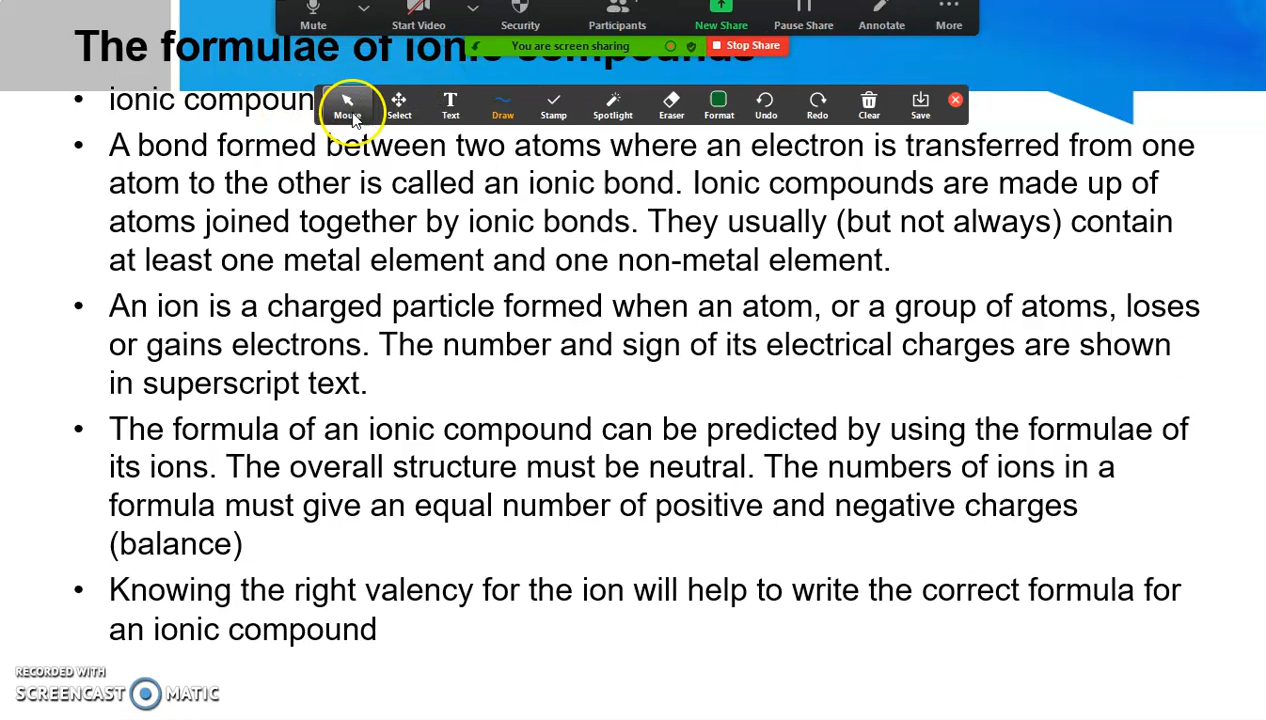 Mute Start Video Security Participants New Share Pause Share Annotate More
You are screen sharing Stop Share
The formulae of ionic compounds
Mouse Select Text Draw Stamp Spotlight Eraser Format Undo Redo Clear Save
• ionic compoun
• A bond formed between two atoms where an electron is transferred from one
atom to the other is called an ionic bond. Ionic compounds are made up of
atoms joined together by ionic bonds. They usually (but not always) contain
at least one metal element and one non-metal element.
• An ion is a charged particle formed when an atom, or a group of atoms, loses
or gains electrons. The number and sign of its electrical charges are shown
in superscript text.
• The formula of an ionic compound can be predicted by using the formulae of
its ions. The overall structure must be neutral. The numbers of ions in a
formula must give an equal number of positive and negative charges
(balance)
• Knowing the right valency for the ion will help to write the correct formula for
an ionic compound
RECORDED WITH
SCREENCAST MATIC